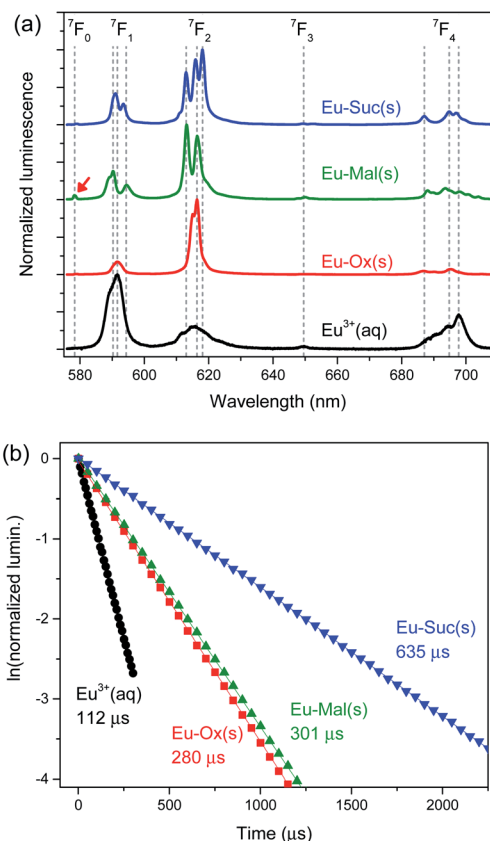 (a)
⁷F₀ ⁷F₁ ⁷F₂ ⁷F₃ ⁷F₄
Normalized luminescence
Eu-Suc(s)
Eu-Mal(s)
Eu-Ox(s)
Eu³⁺(aq)
580 600 620 640 660 680 700
Wavelength (nm)
(b)
ln(normalized lumin.)
0
-1
-2
-3
-4
Eu-Suc(s)
635 μs
Eu³⁺(aq)
112 μs
Eu-Ox(s)
280 μs
Eu-Mal(s)
301 μs
0 500 1000 1500 2000
Time (μs)